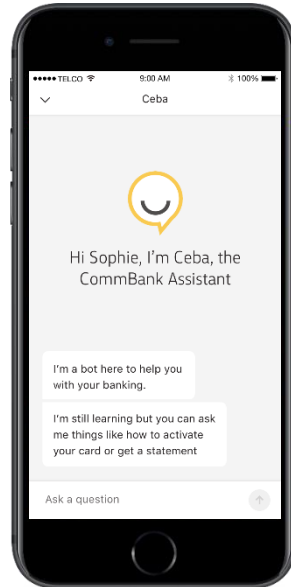 TELCO 9:00 AM 100%
Ceba
Hi Sophie, I'm Ceba, the
CommBank Assistant
I'm a bot here to help you
with your banking.
I'm still learning but you can ask
me things like how to activate
your card or get a statement
Ask a question